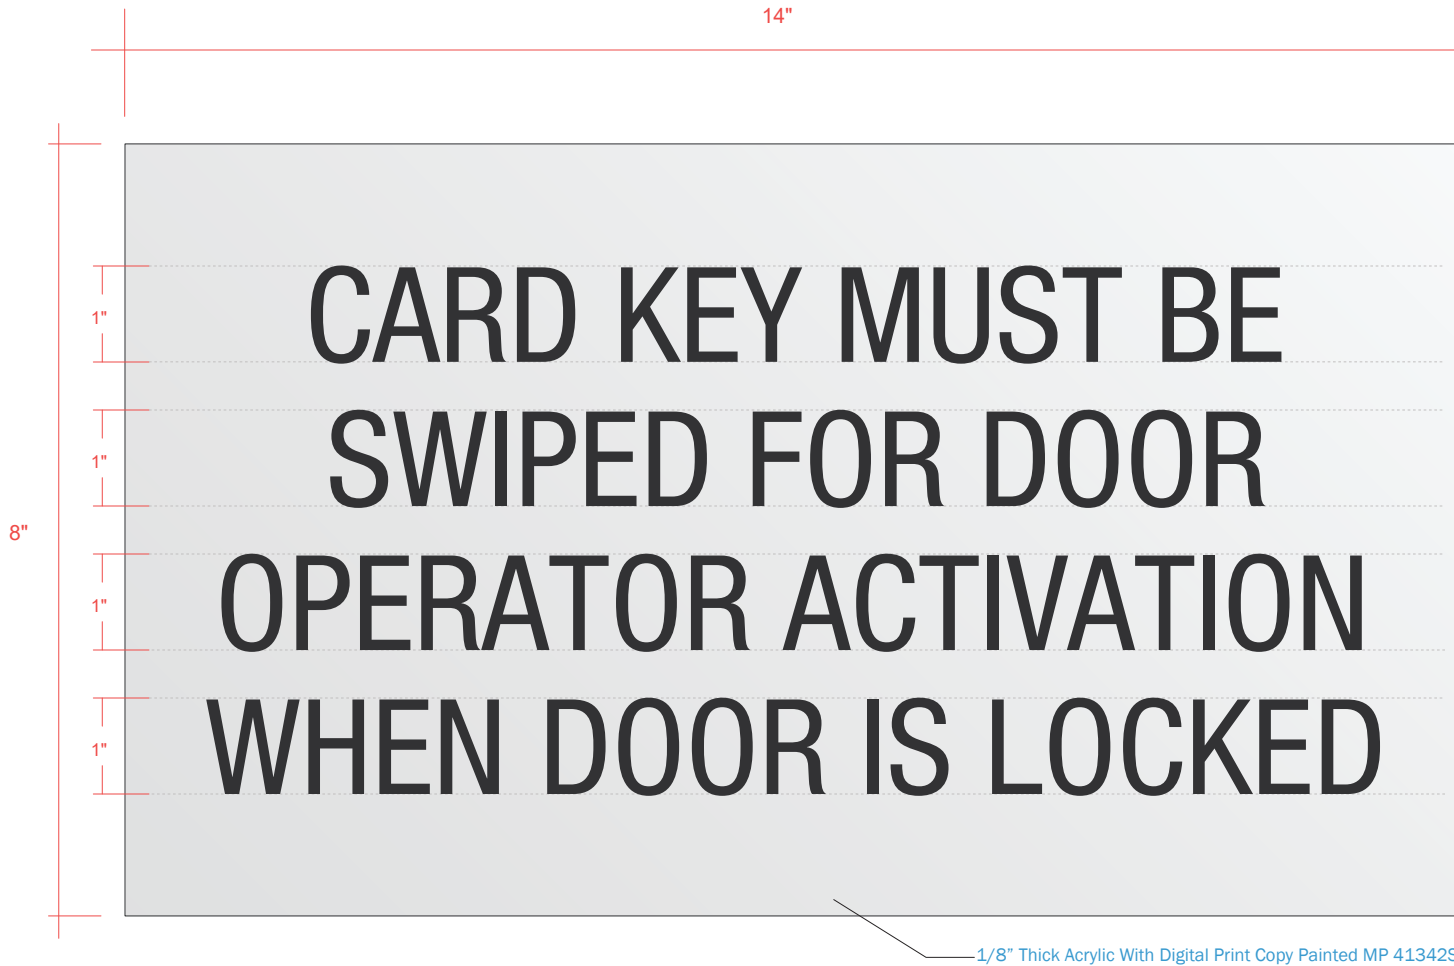 14"
CARD KEY MUST BE
1"
SWIPED FOR DOOR
1"
8"
OPERATOR ACTIVATION
1"
WHEN DOOR IS LOCKED
1"
1/8” Thick Acrylic With Digital Print Copy Painted MP